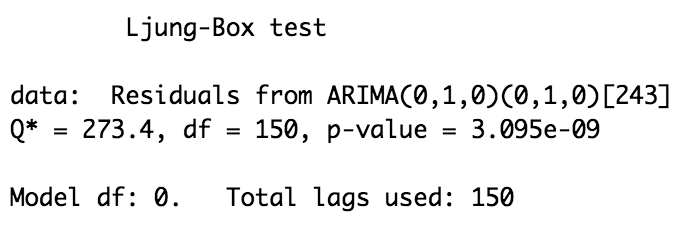 Ljung-Box test
data:  Residuals from ARIMA(0,1,0)(0,1,0)[243]
Q* = 273.4, df = 150, p-value = 3.095e-09
Model df: 0.   Total lags used: 150